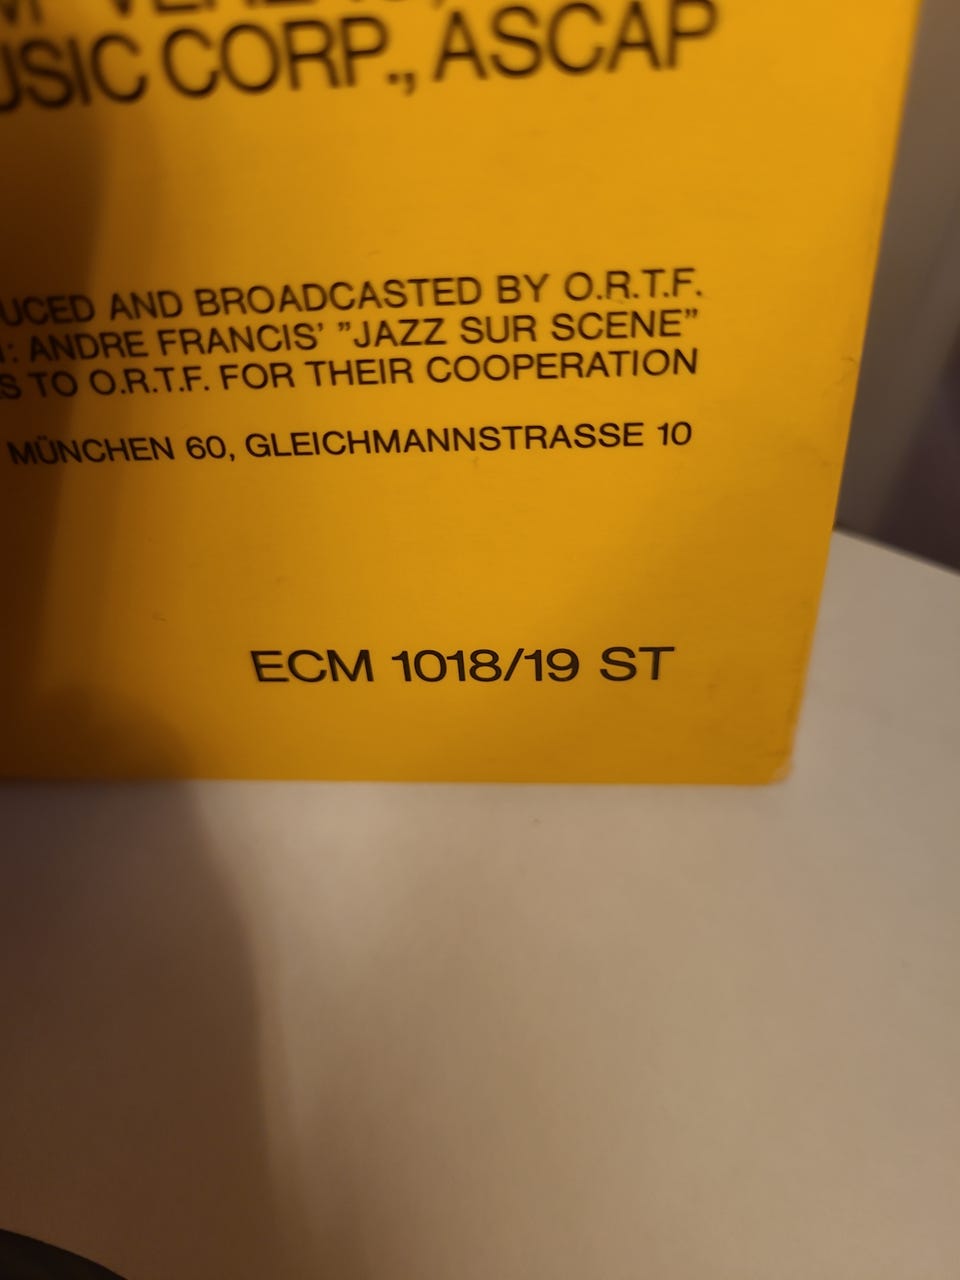 USIC CORP., ASCAP
UCED AND BROADCASTED BY O.R.T.F.
: ANDRE FRANCIS' "JAZZ SUR SCENE"
S TO O.R.T.F. FOR THEIR COOPERATION
MÜNCHEN 60, GLEICHMANNSTRASSE 10
ECM 1018/19 ST